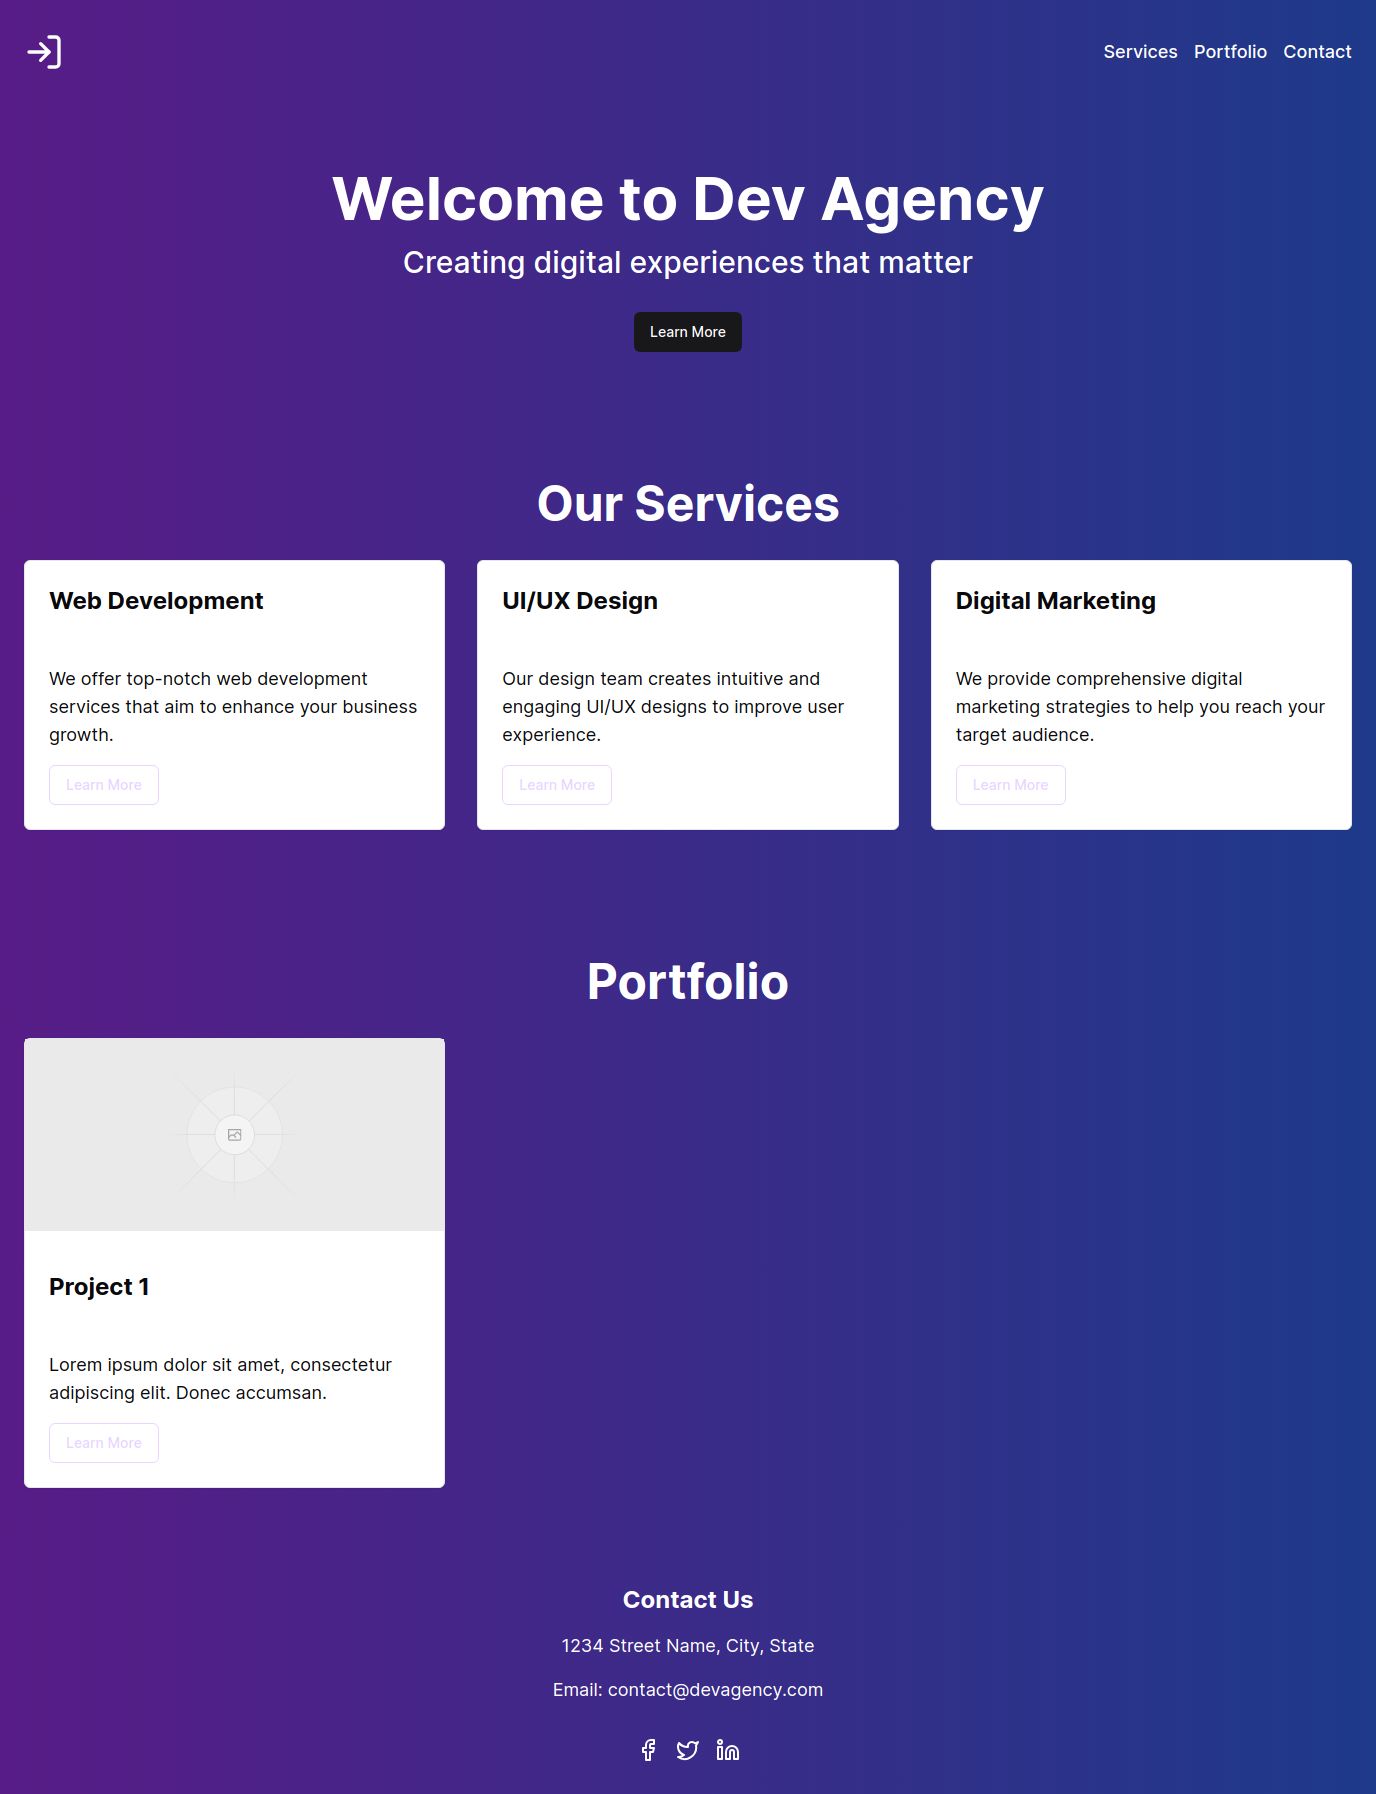 Services Portfolio Contact
Welcome to Dev Agency
Creating digital experiences that matter
Learn More
Our Services
Web Development
We offer top-notch web development
services that aim to enhance your business
growth.
Learn More
UI/UX Design
Our design team creates intuitive and
engaging UI/UX designs to improve user
experience.
Learn More
Digital Marketing
We provide comprehensive digital
marketing strategies to help you reach your
target audience.
Learn More
Portfolio
Project 1
Lorem ipsum dolor sit amet, consectetur
adipiscing elit. Donec accumsan.
Learn More
Contact Us
1234 Street Name, City, State
Email: contact@devagency.com